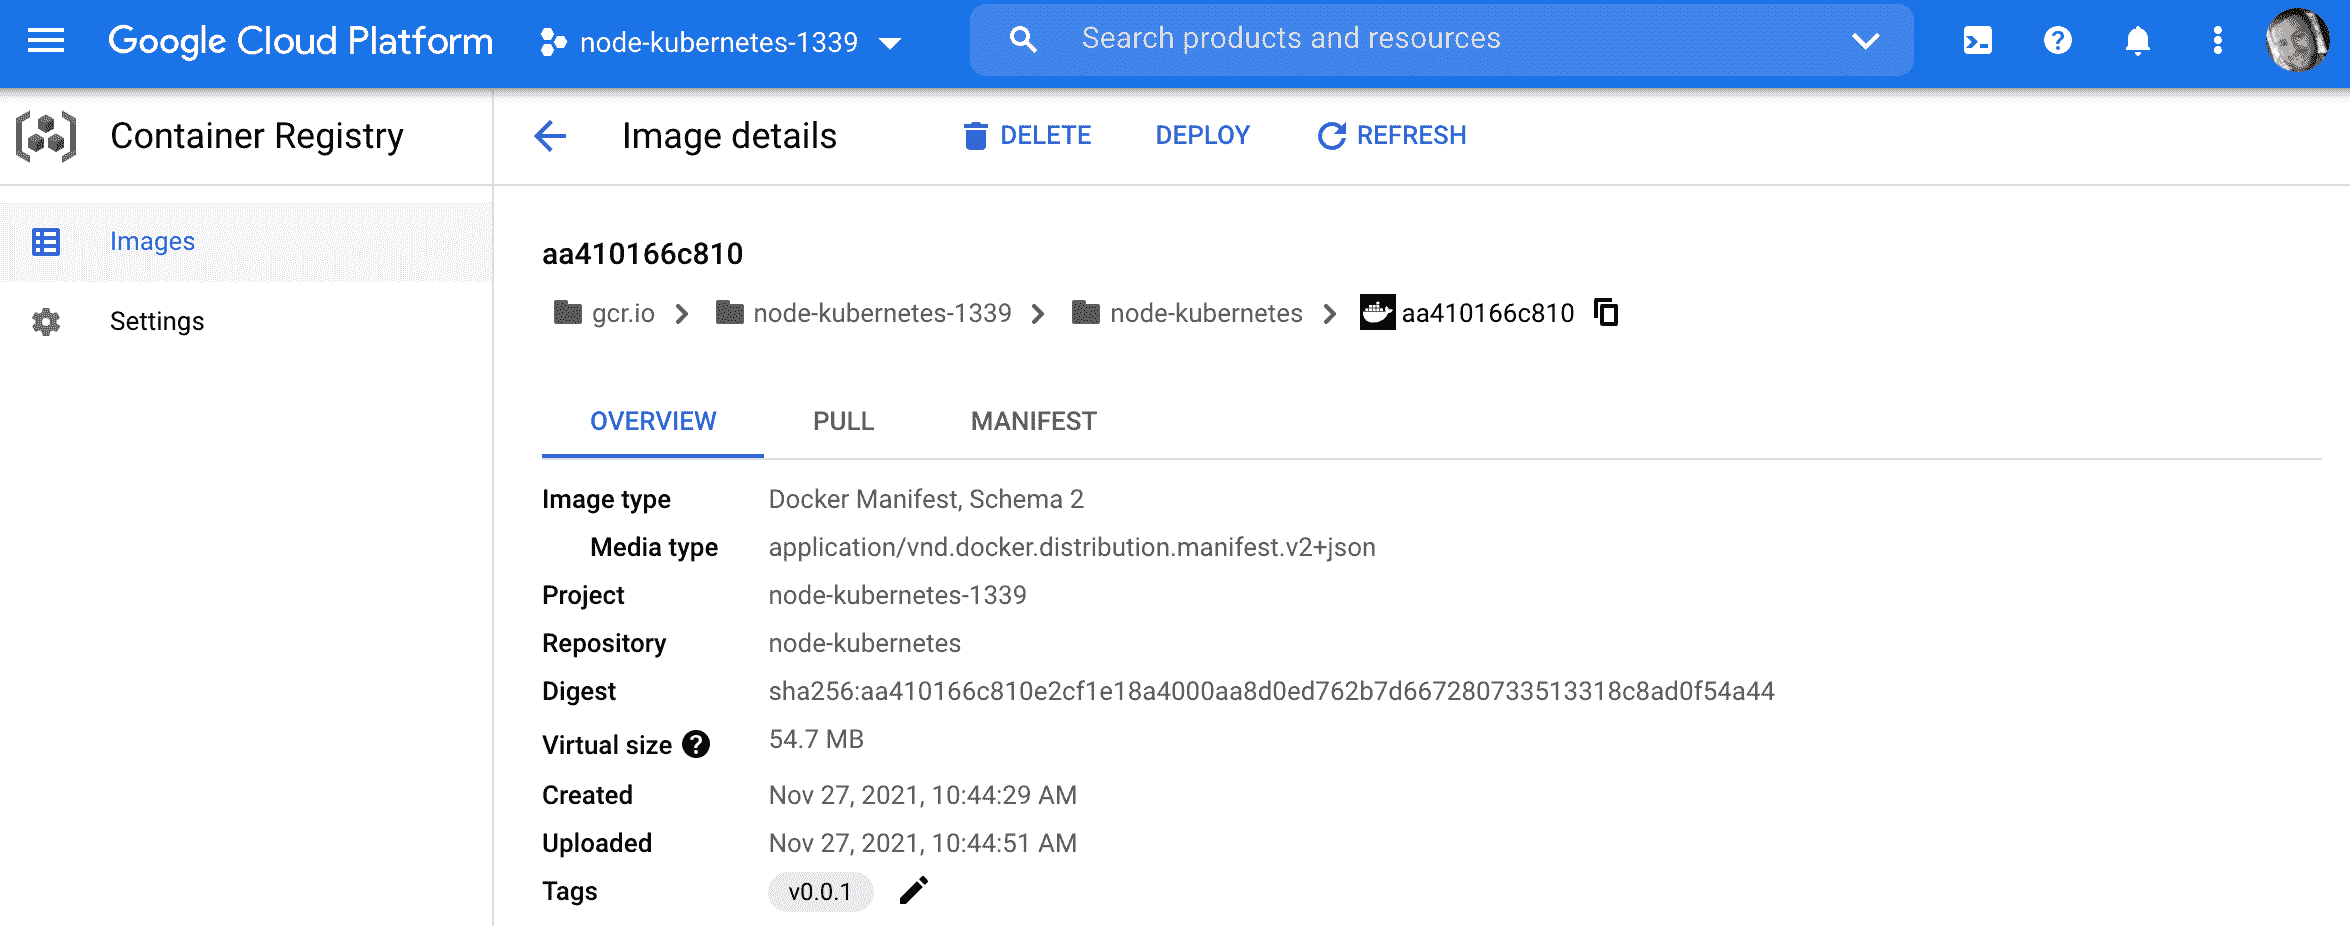 Google Cloud Platform node-kubernetes-1339 Search products and resources
Container Registry Image details DELETE DEPLOY REFRESH
Images
Settings
aa410166c810
gcr.io node-kubernetes-1339 node-kubernetes aa410166c810
OVERVIEW PULL MANIFEST
Image type Docker Manifest, Schema 2
Media type application/vnd.docker.distribution.manifest.v2+json
Project node-kubernetes-1339
Repository node-kubernetes
Digest sha256:aa410166c810e2cf1e18a4000aa8d0ed762b7d667280733513318c8ad0f54a44
Virtual size 54.7 MB
Created Nov 27, 2021, 10:44:29 AM
Uploaded Nov 27, 2021, 10:44:51 AM
Tags v0.0.1